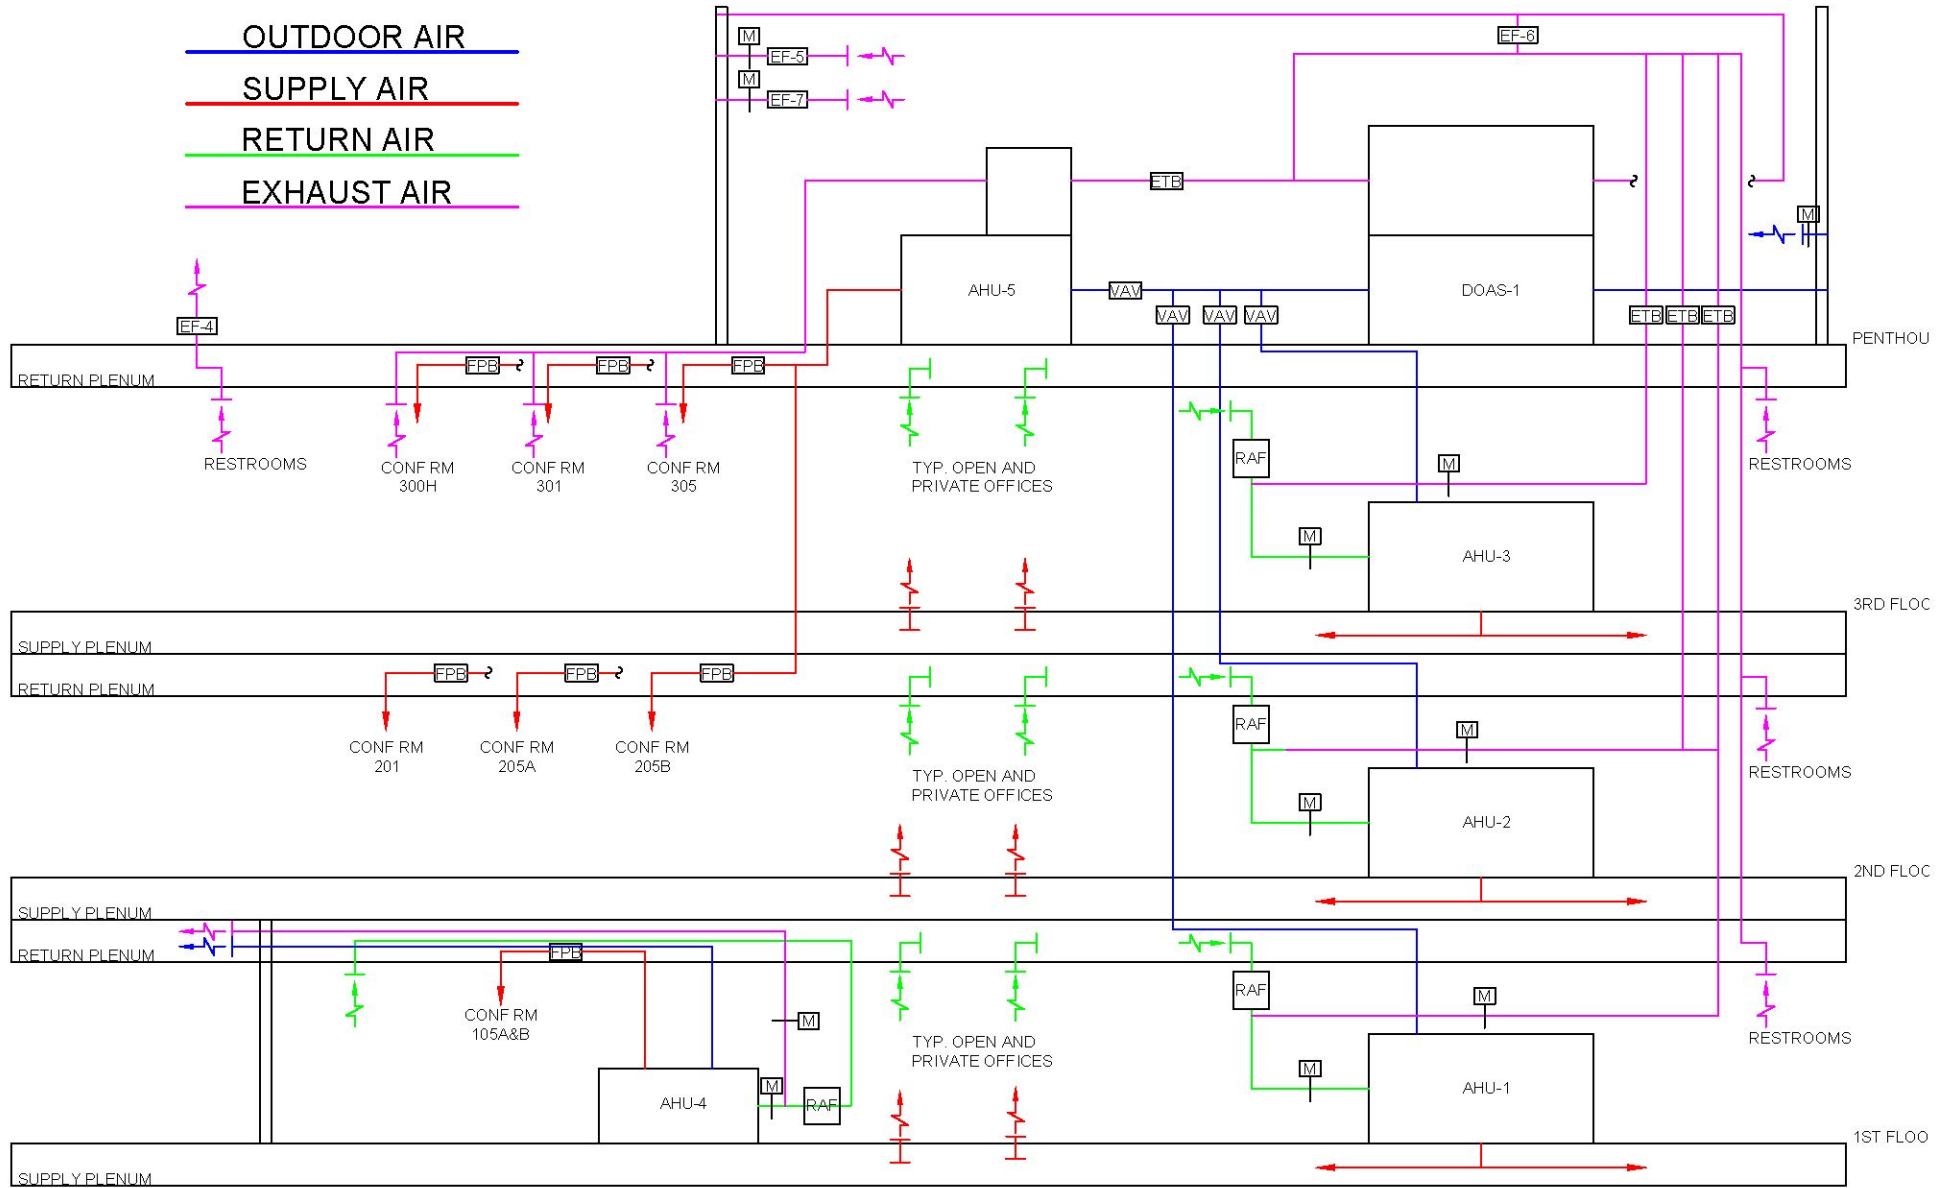 OUTDOOR AIR
SUPPLY AIR
RETURN AIR
EXHAUST AIR
M
EF-5
M
EF-7
EF-6
ETB
M
AHU-5
VAV
DOAS-1
VAV
VAV
VAV
ETB
ETB
ETB
EF-4
PENTHOU
RETURN PLENUM
FPB
FPB
FPB
RESTROOMS
CONF RM
300H
CONF RM
301
CONF RM
305
TYP. OPEN AND
PRIVATE OFFICES
RAF
M
RESTROOMS
M
AHU-3
3RD FLOC
SUPPLY PLENUM
RETURN PLENUM
FPB
FPB
FPB
CONF RM
201
CONF RM
205A
CONF RM
205B
TYP. OPEN AND
PRIVATE OFFICES
RAF
M
RESTROOMS
M
AHU-2
2ND FLOC
SUPPLY PLENUM
RETURN PLENUM
FPB
CONF RM
105A&B
M
TYP. OPEN AND
PRIVATE OFFICES
RAF
M
RESTROOMS
M
AHU-4
M
RAF
AHU-1
1ST FLOO
SUPPLY PLENUM